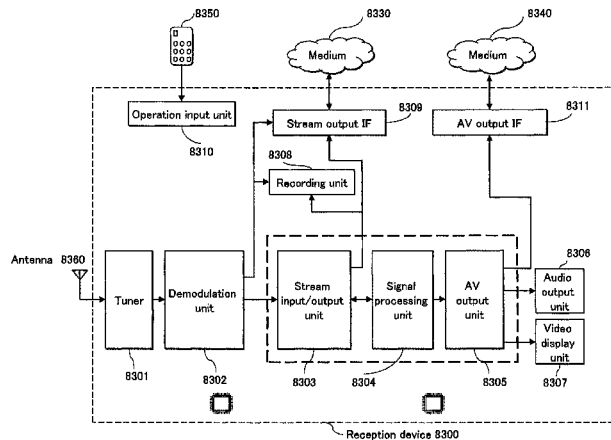 8350
8330
8340
Medium
Medium
Operation input unit
8310
Stream output IF
8309
AV output IF
8311
8308
Recording unit
Antenna 8360
Tuner
Demodulation
unit
Stream
input/output
unit
Signal
processing
unit
AV
output
unit
8306
Audio
output
unit
Video
display
unit
8301
8302
8303
8304
8305
8307
Reception device 8300